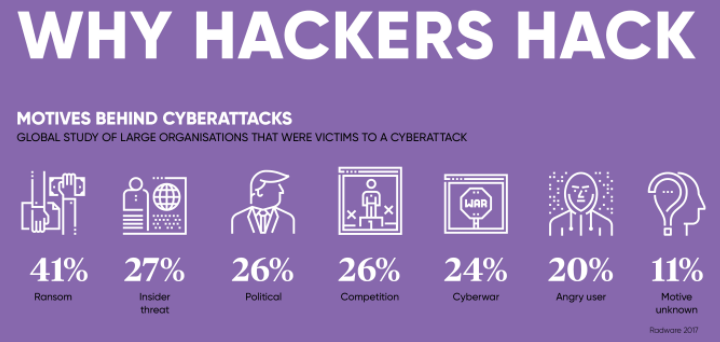 WHY HACKERS HACK
MOTIVES BEHIND CYBERATTACKS
GLOBAL STUDY OF LARGE ORGANISATIONS THAT WERE VICTIMS TO A CYBERATTACK
WAR
41% 27% 26% 26% 24% 20% 11%
Ransom Insider Political Competition Cyberwar Angry user Motive
threat unknown
Radware 2017